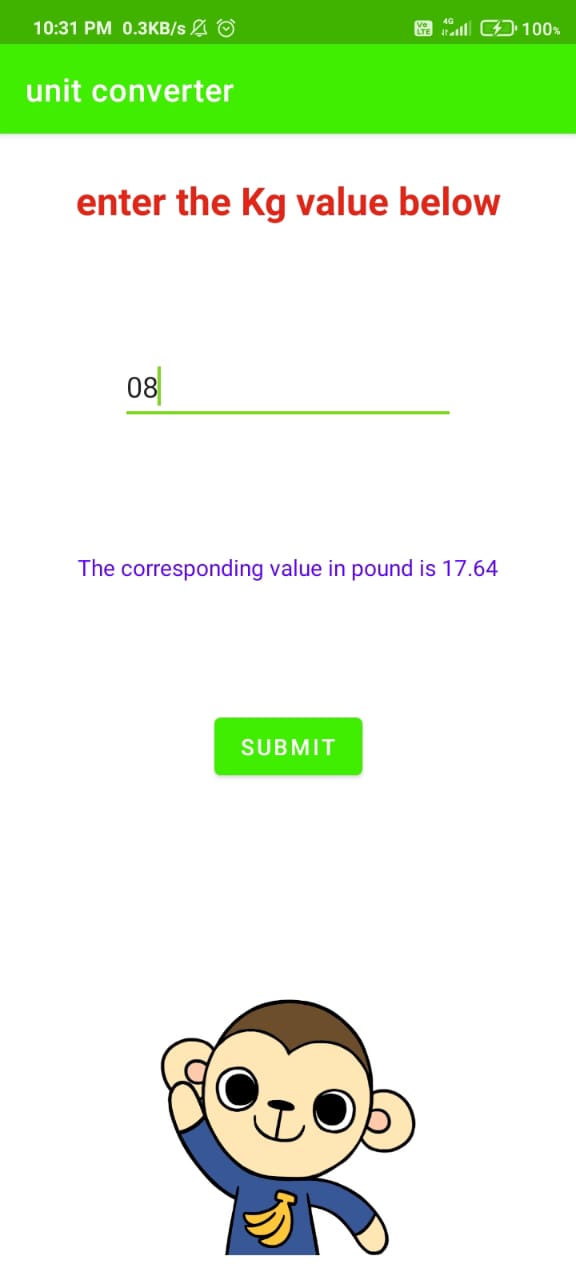 10:31 PM 0.3KB/s Vo LTE 4G 100%
unit converter
enter the Kg value below
08
The corresponding value in pound is 17.64
SUBMIT